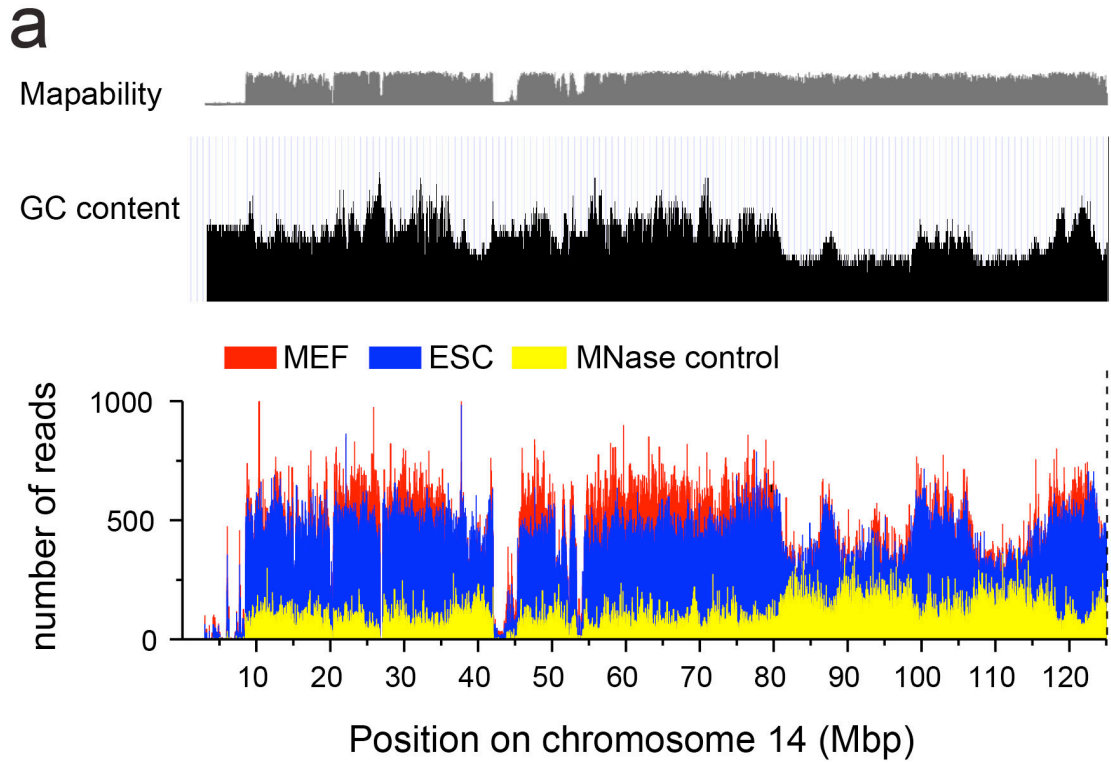 a
Mapability
GC content
MEF ESC MNase control
number of reads
1000
500
0
10 20 30 40 50 60 70 80 90 100 110 120
Position on chromosome 14 (Mbp)